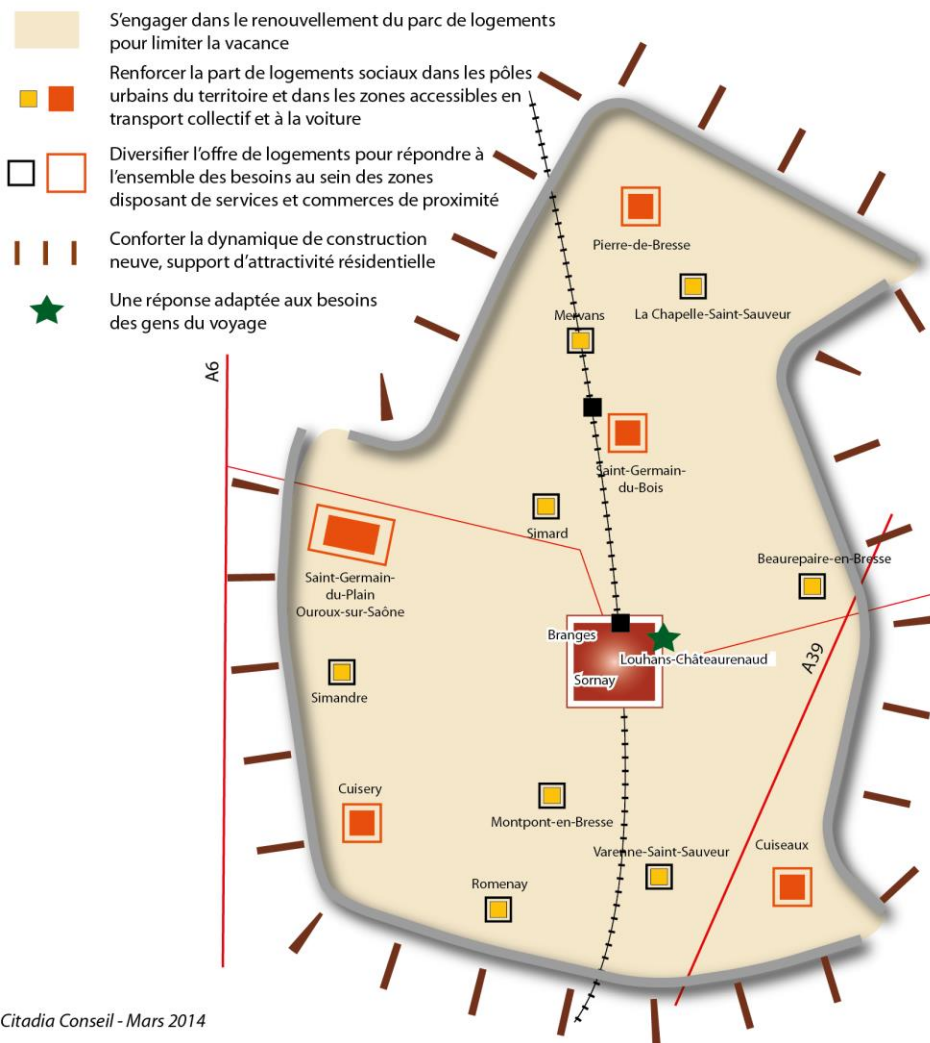 S’engager dans le renouvellement du parc de logements
pour limiter la vacance
Renforcer la part de logements sociaux dans les pôles
urbains du territoire et dans les zones accessibles en
transport collectif et à la voiture
Diversifier l’offre de logements pour répondre à
l’ensemble des besoins au sein des zones
disposant de services et commerces de proximité
Conforter la dynamique de construction
neuve, support d’attractivité résidentielle
Une réponse adaptée aux besoins
des gens du voyage
Pierre-de-Bresse
La Chapelle-Saint-Sauveur
Mervans
A6
Saint-Germain-
du-Bois
Simard
Beaurepaire-en-Bresse
Saint-Germain-
du-Plain
Ouroux-sur-Saône
Branges
Louhans-Châteaurenaud
Sornay
A39
Simandre
Cuisery
Montpont-en-Bresse
Varenne-Saint-Sauveur
Cuiseaux
Romenay
Citadia Conseil - Mars 2014